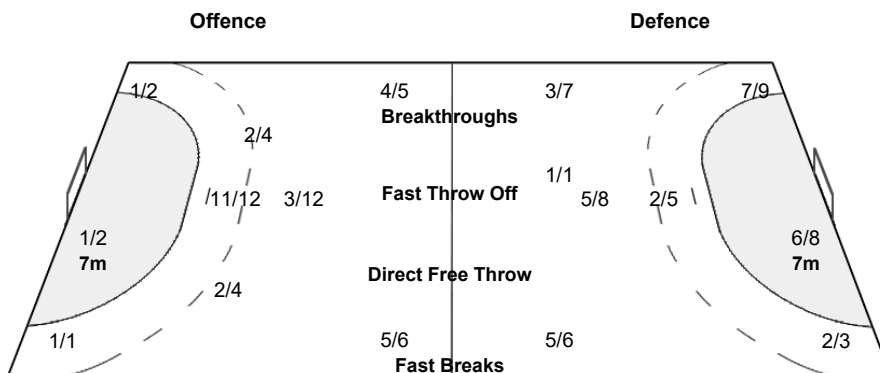 Offence Defence
1/2 4/5 3/7 7/9
Breakthroughs
2/4
1/1
11/12 3/12 Fast Throw Off 5/8 2/5
1/2 6/8
7m 7m
Direct Free Throw
2/4
1/1 5/6 5/6 2/3
Fast Breaks